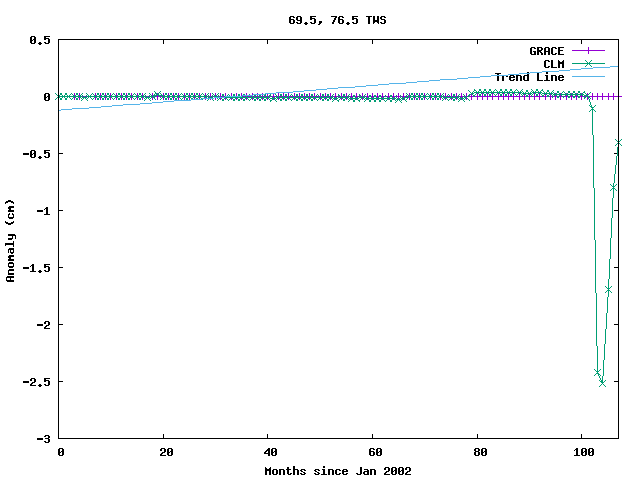 69.5, 76.5 TWS
GRACE
CLM
Trend Line
0.5
0
-0.5
-1
-1.5
-2
-2.5
-3
Anomaly (cm)
0 20 40 60 80 100
Months since Jan 2002